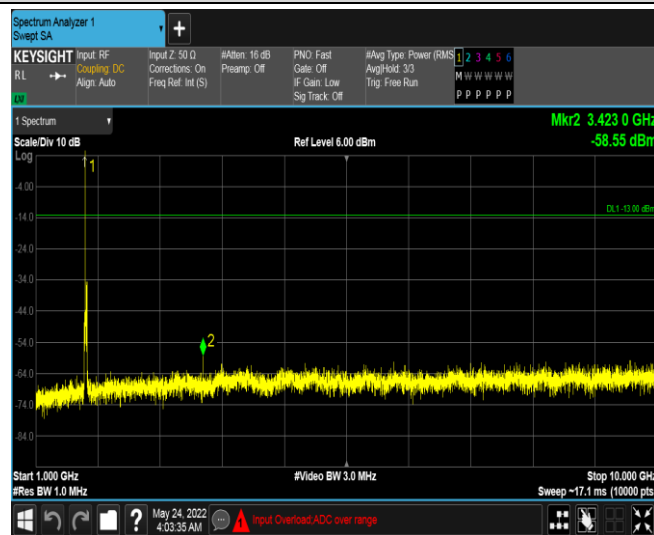 Spectrum Analyzer 1
Swept SA
+
KEYSIGHT Input: RF Input Z: 50 Ω #Atten: 16 dB PNO: Fast #Avg Type: Power (RMS 1 2 3 4 5 6
RL Coupling: DC Corrections: On Preamp: Off Gate: Off Avg|Hold: 3/3 M W W W W W
Align: Auto Freq Ref: Int (S) IF Gain: Low Trig: Free Run
Sig Track: Off P P P P P P
1 Spectrum Mkr2 3.423 0 GHz
Scale/Div 10 dB Ref Level 6.00 dBm -58.55 dBm
Log
1
-4.00
DL1 -13.00 dBm
-14.0
-24.0
-34.0
-44.0
-54.0
2
-64.0
-74.0
-84.0
Start 1.000 GHz #Video BW 3.0 MHz Stop 10.000 GHz
#Res BW 1.0 MHz Sweep ~17.1 ms (10000 pts
? May 24, 2022
4:03:35 AM
Input Overload;ADC over range